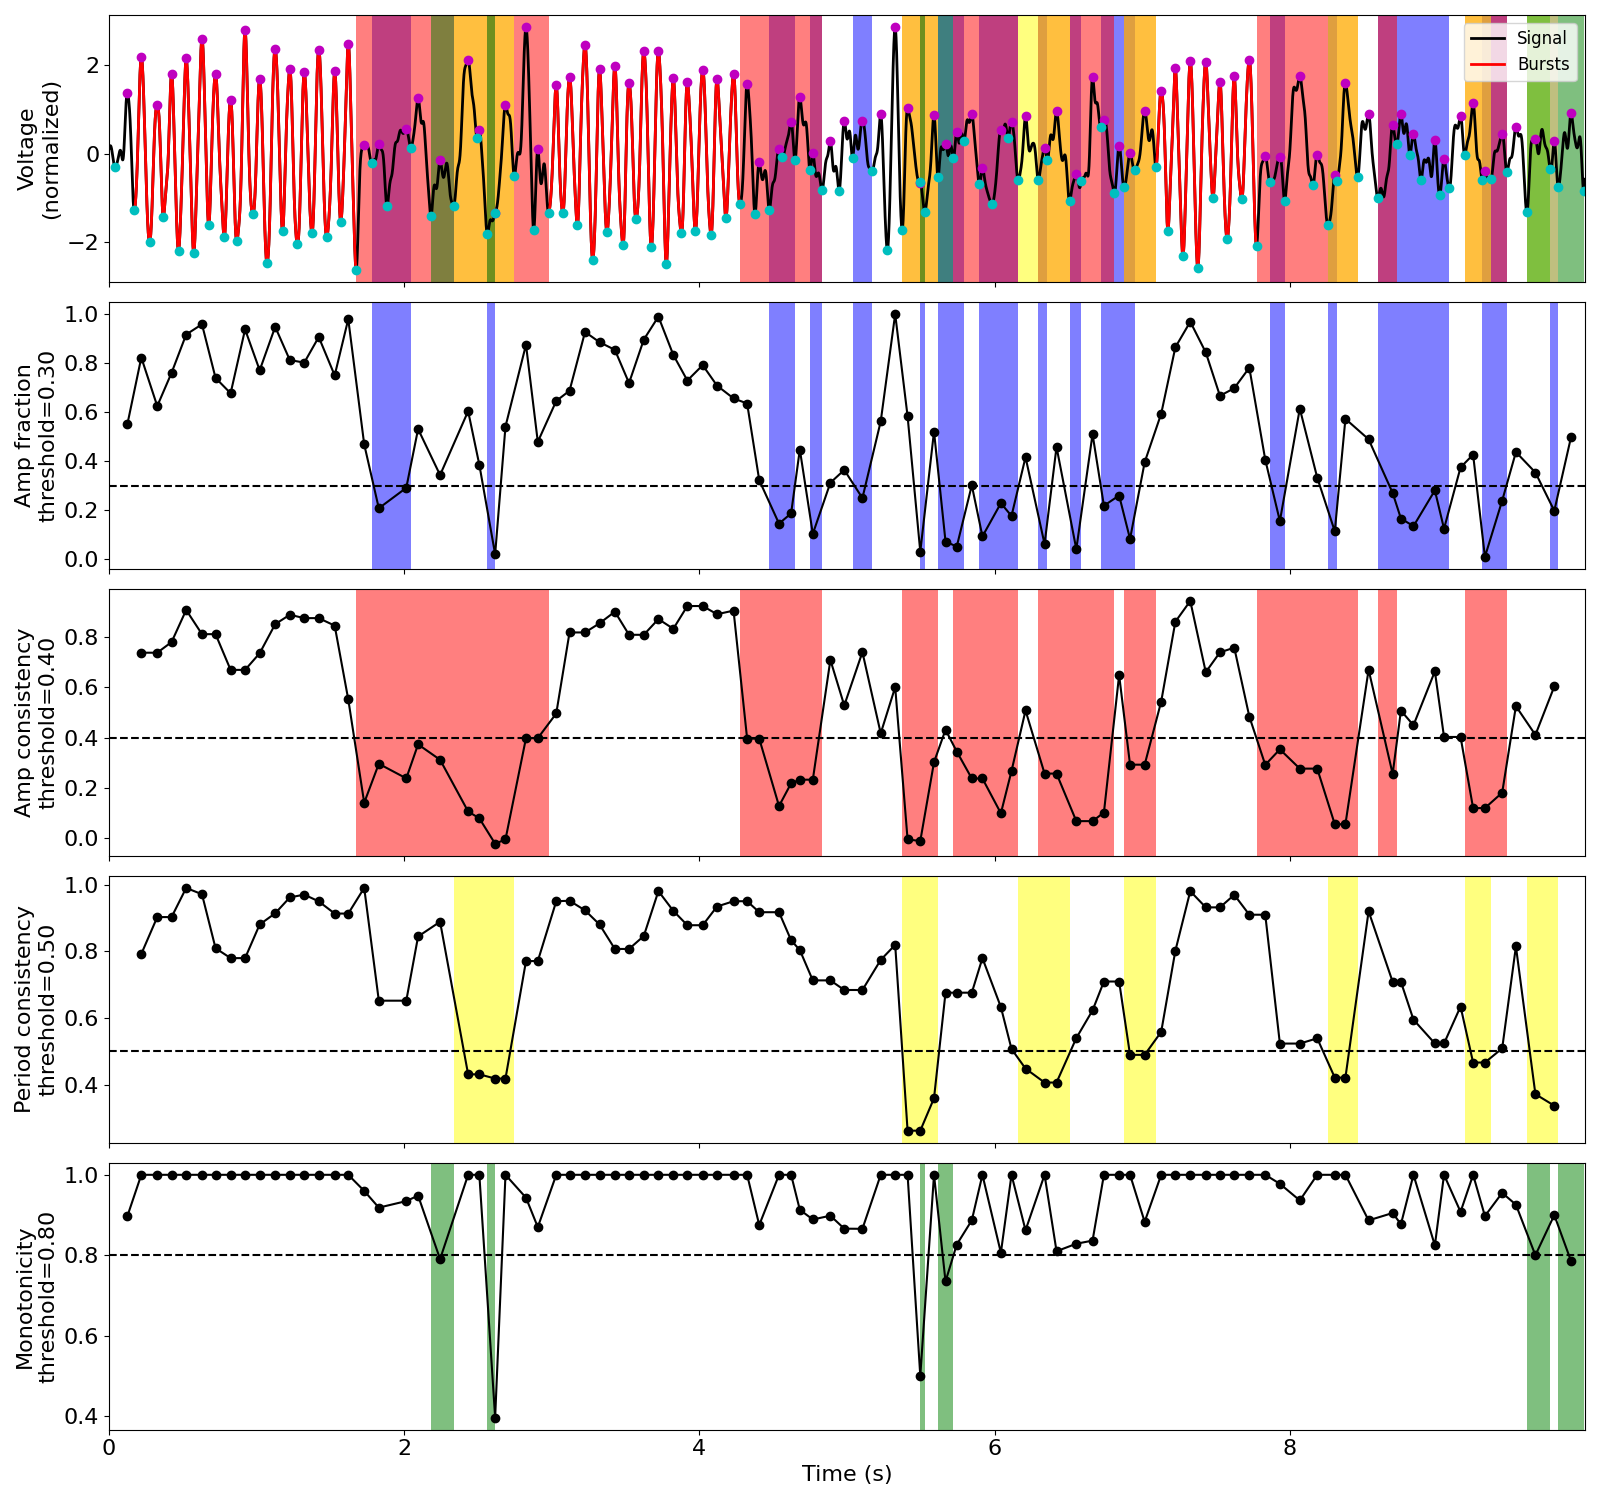 Voltage
(normalized)
2
0
−2
Signal
Bursts
Amp fraction
threshold=0.30
1.0
0.8
0.6
0.4
0.2
0.0
Amp consistency
threshold=0.40
0.8
0.6
0.4
0.2
0.0
Period consistency
threshold=0.50
1.0
0.8
0.6
0.4
Monotonicity
threshold=0.80
1.0
0.8
0.6
0.4
0 2 4 6 8
Time (s)